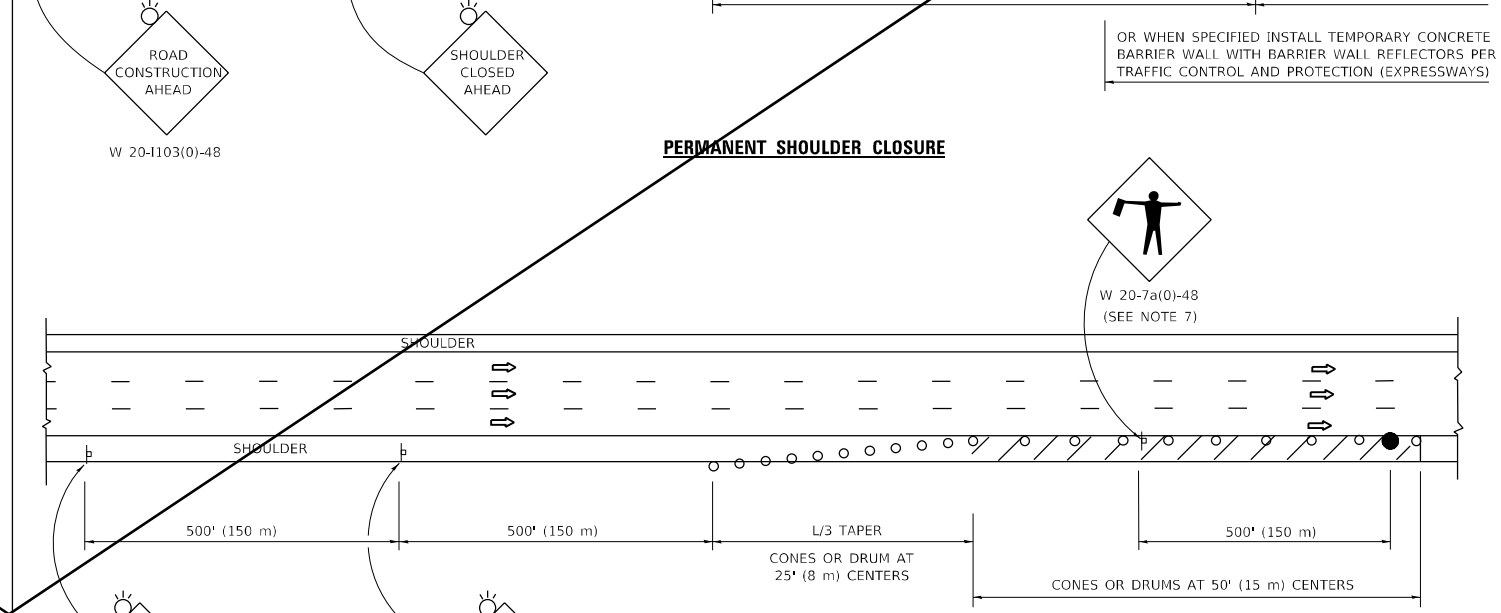 ROAD
CONSTRUCTION
AHEAD
W 20-I103(0)-48
SHOULDER
CLOSED
AHEAD
OR WHEN SPECIFIED INSTALL TEMPORARY CONCRETE
BARRIER WALL WITH BARRIER WALL REFLECTORS PER
TRAFFIC CONTROL AND PROTECTION (EXPRESSWAYS)
PERMANENT SHOULDER CLOSURE
W 20-7a(0)-48
(SEE NOTE 7)
SHOULDER
SHOULDER
500' (150 m)
500' (150 m)
L/3 TAPER
CONES OR DRUM AT
25' (8 m) CENTERS
500' (150 m)
CONES OR DRUMS AT 50' (15 m) CENTERS